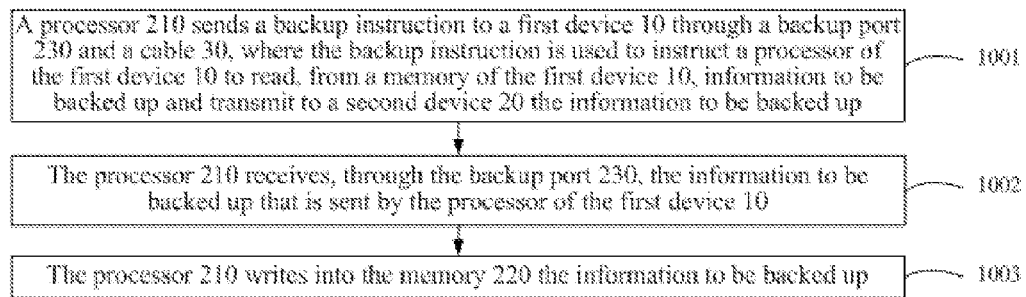 A processor 210 sends a backup instruction to a first device 10 through a backup port
230 and a cable 30, where the backup instruction is used to instruct a processor of
the first device 10 to read, from a memory of the first device 10, information to be
backed up and transmit to a second device 20 the information to be backed up
1001
The processor 210 receives, through the backup port 230, the information to be
backed up that is sent by the processor of the first device 10
1002
The processor 210 writes into the memory 220 the information to be backed up
1003